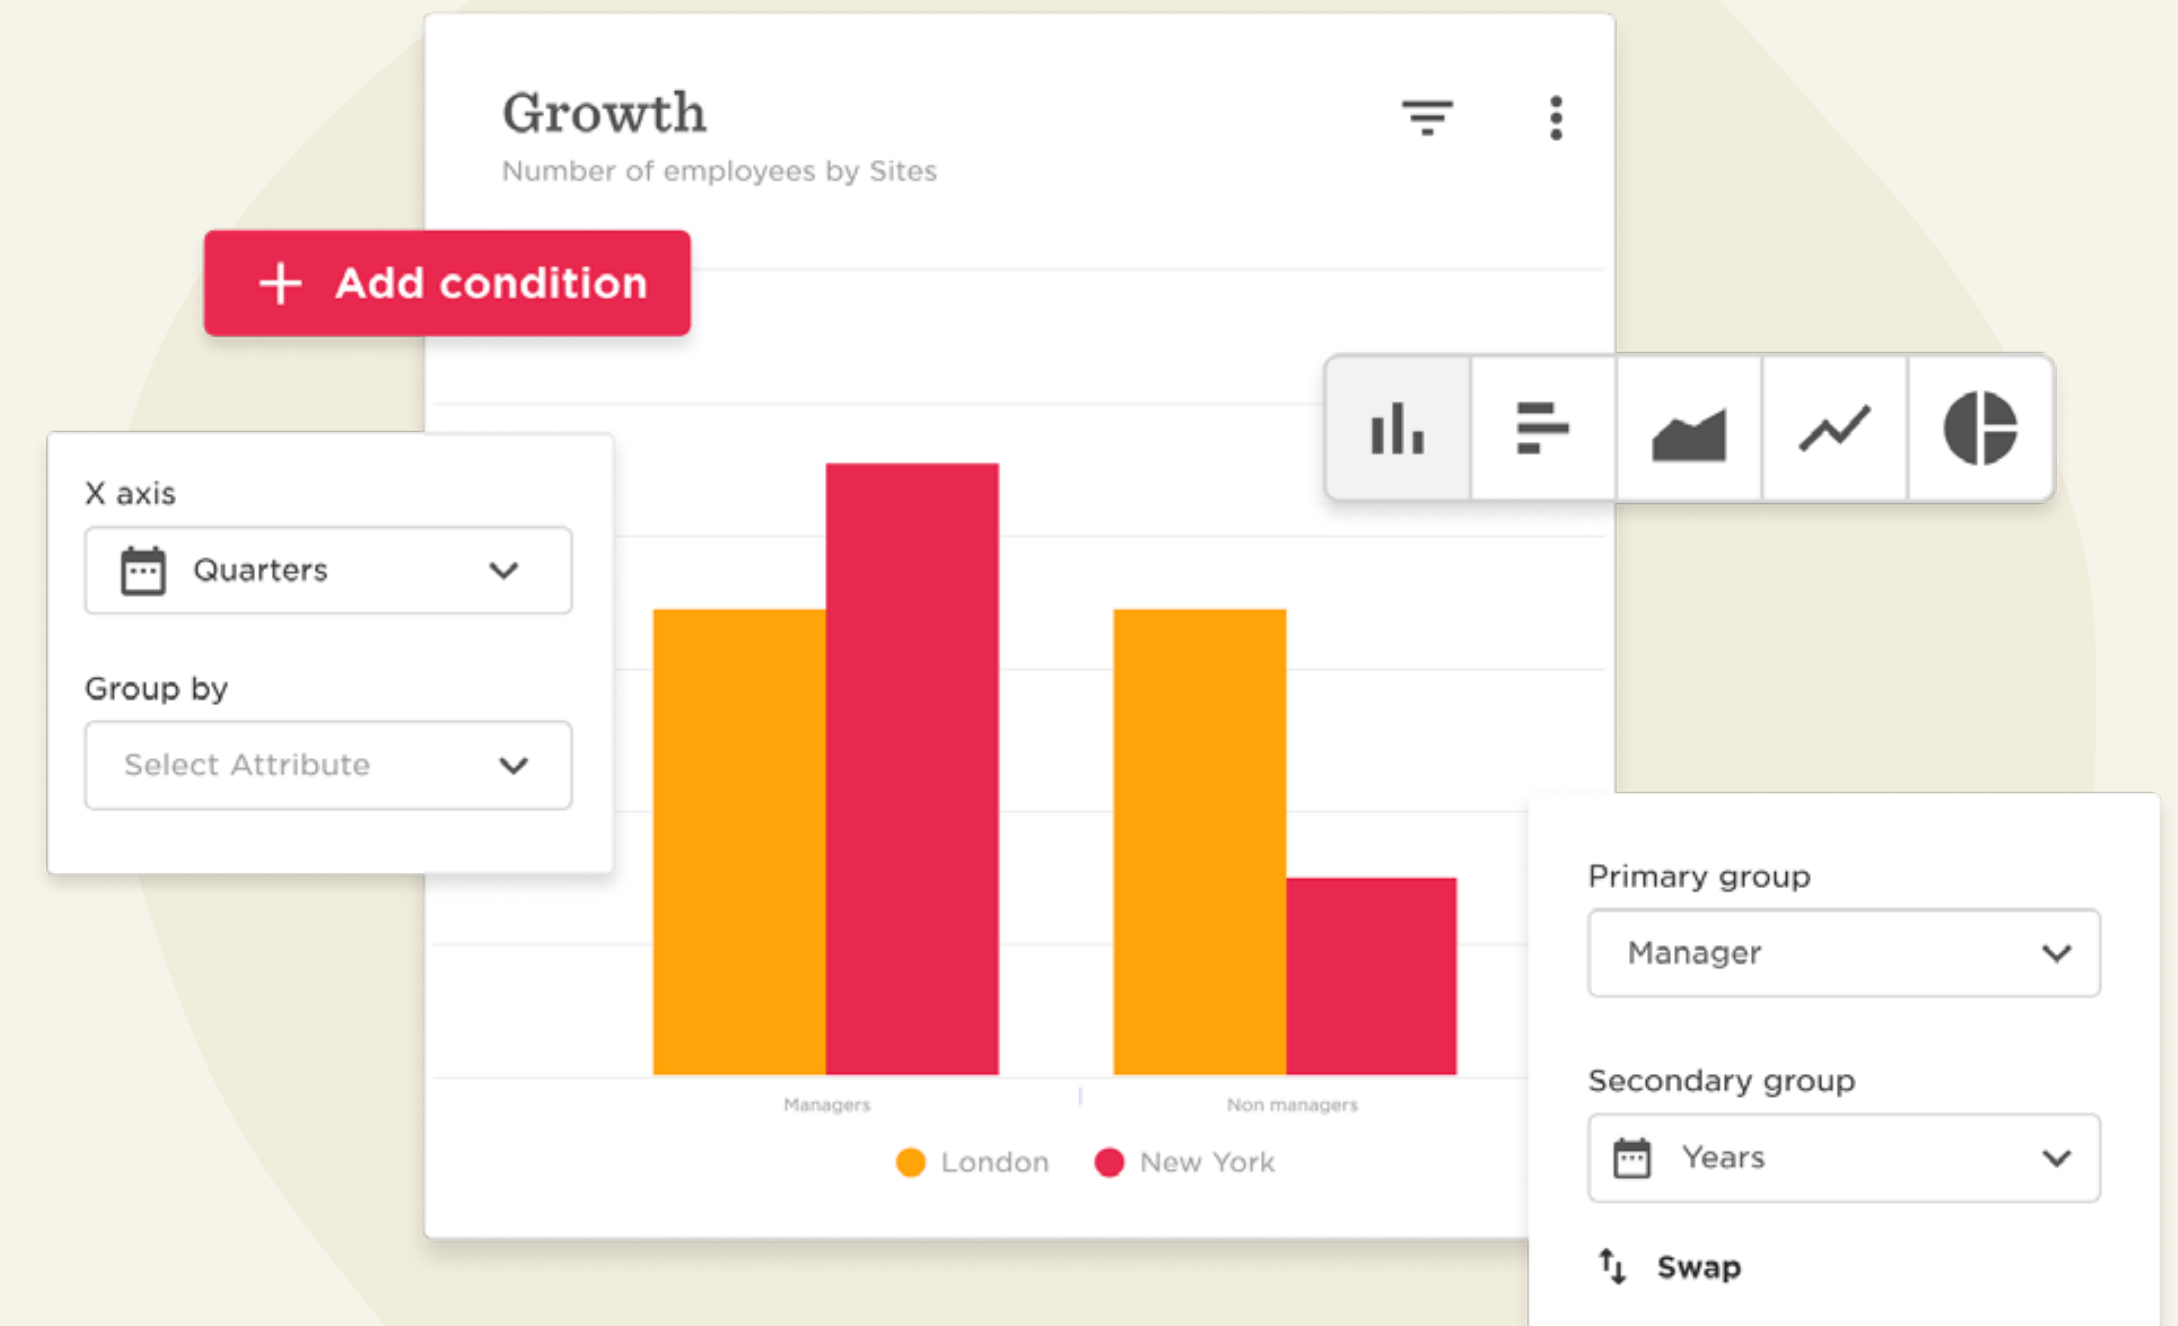 Growth
Number of employees by Sites
+ Add condition
X axis
Quarters
Group by
Select Attribute
Managers
Non managers
London
New York
Primary group
Manager
Secondary group
Years
Swap